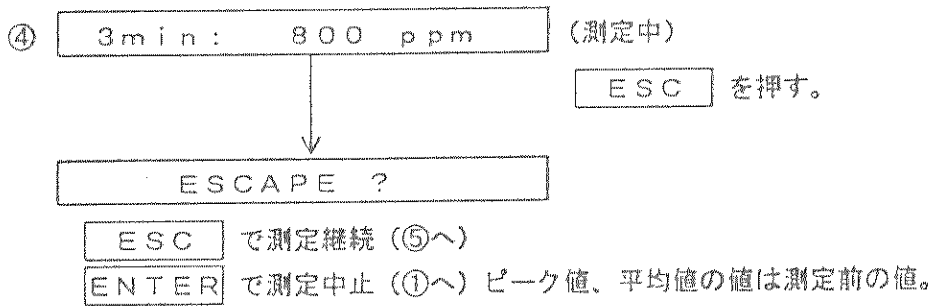 ④ 3min: 800 ppm (測定中)
ESC を押す。
ESCAPE ?
ESC で測定継続 (⑤へ)
ENTER で測定中止 (①へ) ピーク値、平均値の値は測定前の値。